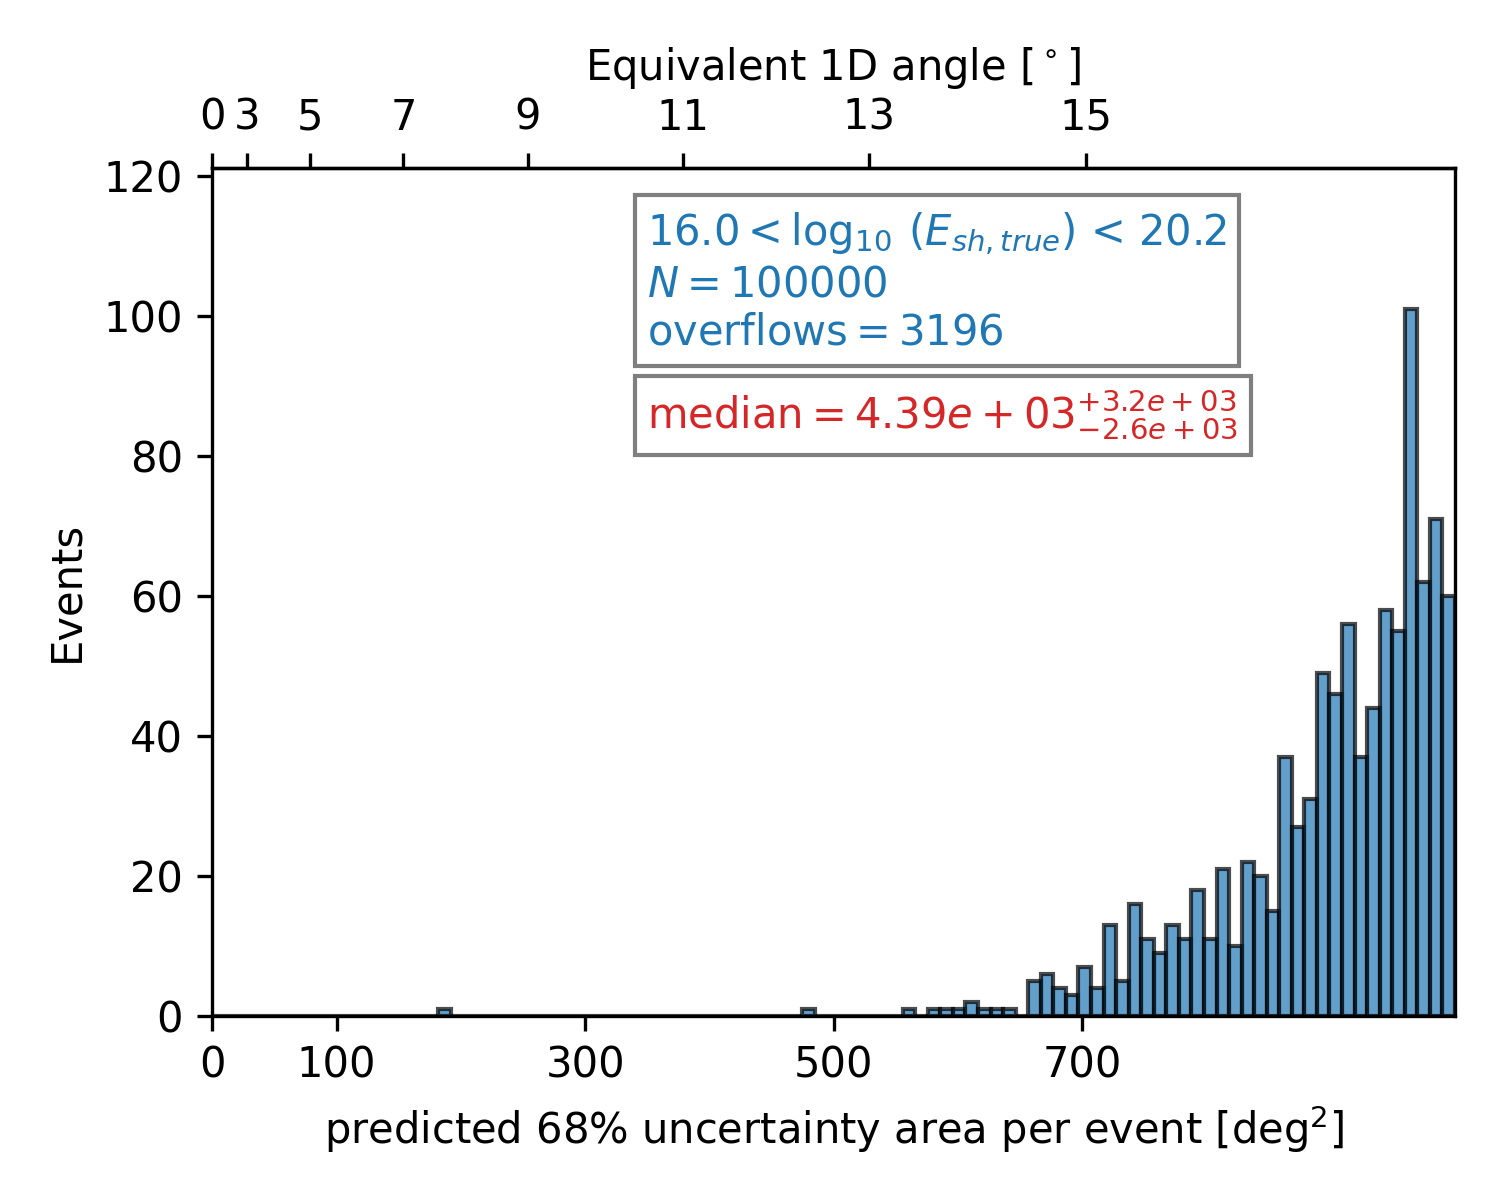 Equivalent 1D angle [°]
0 3 5 7 9 11 13 15
120
100
80
60
40
20
0
Events
16.0 < log₁₀ (E_{sh,true}) < 20.2
N = 100000
overflows = 3196
median = 4.39e + 03^{+3.2e+03}_{−2.6e+03}
0 100 300 500 700
predicted 68% uncertainty area per event [deg²]